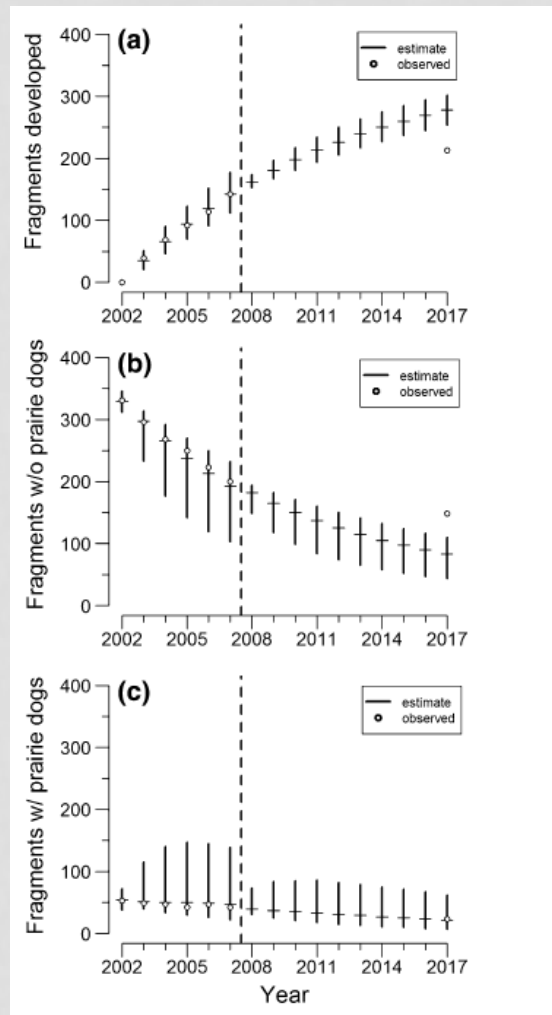 (a)
Fragments developed
400
300
200
100
0
estimate
observed
2002 2005 2008 2011 2014 2017
(b)
Fragments w/o prairie dogs
400
300
200
100
0
estimate
observed
2002 2005 2008 2011 2014 2017
(c)
Fragments w/ prairie dogs
400
300
200
100
0
estimate
observed
2002 2005 2008 2011 2014 2017
Year